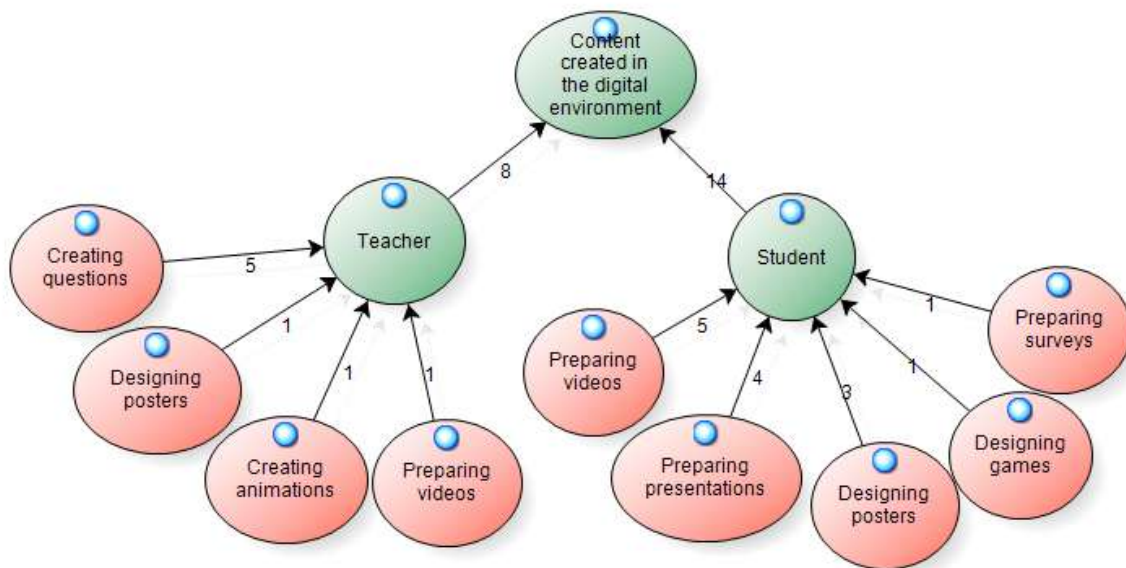 Content
created in
the digital
environment
8
14
Teacher
Student
Creating
questions
5
Designing
posters
1
Creating
animations
1
Preparing
videos
1
Preparing
videos
5
Preparing
presentations
4
Designing
posters
3
Designing
games
1
Preparing
surveys
1